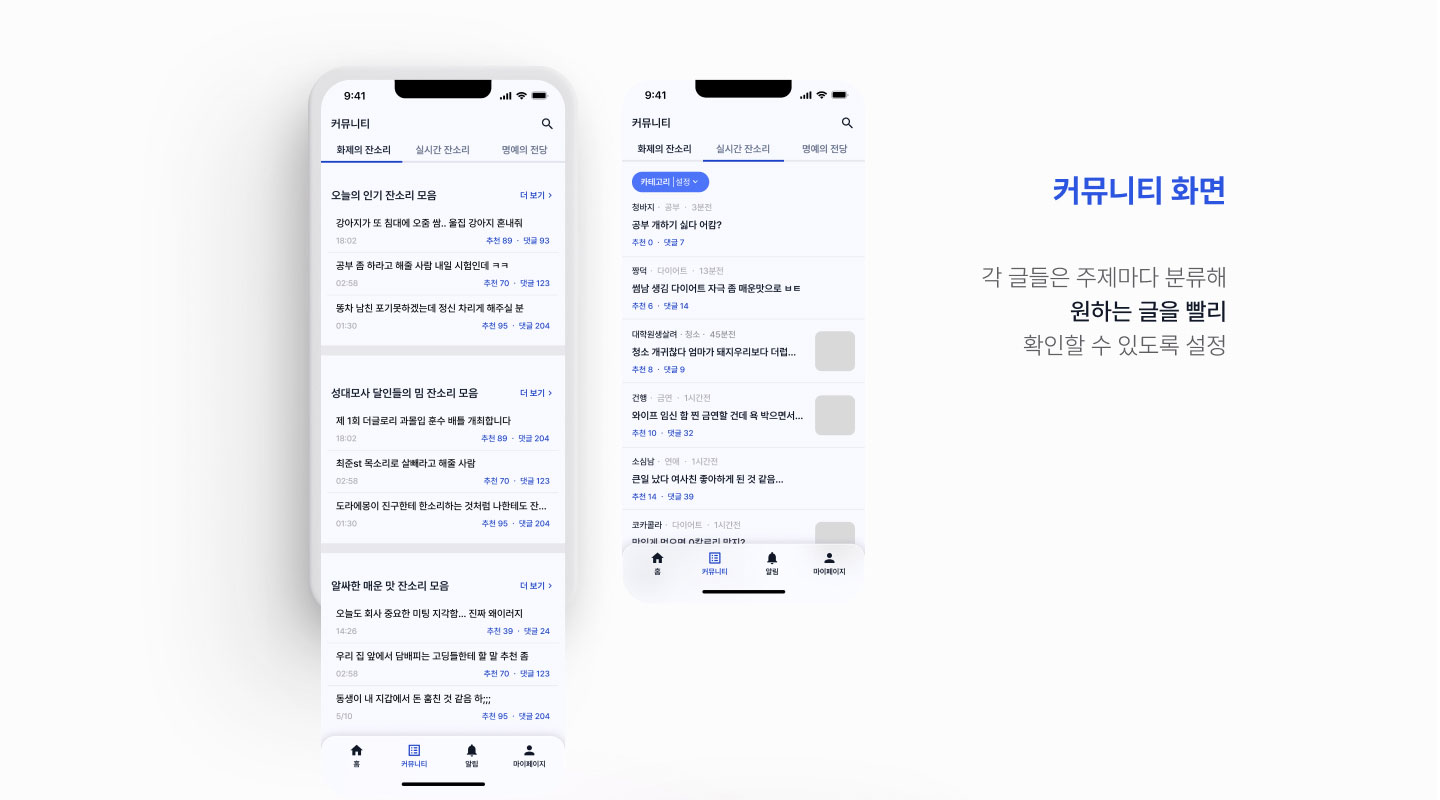 9:41
커뮤니티
화제의 잔소리 실시간 잔소리 명예의 전당
오늘의 인기 잔소리 모음 더 보기 >
강아지가 또 침대에 오줌 쌈.. 울집 강아지 혼내줘
18:02 추천 89 · 댓글 93
공부 좀 하라고 해줄 사람 내일 시험인데 ㅋㅋ
02:58 추천 70 · 댓글 123
똥차 남친 포기못하겠는데 정신 차리게 해주실 분
01:30 추천 95 · 댓글 204
성대모사 달인들의 밈 잔소리 모음 더 보기 >
제 1회 더글로리 과몰입 훈수 배틀 개최합니다
18:02 추천 89 · 댓글 204
최준st 목소리로 살빼라고 해줄 사람
02:58 추천 70 · 댓글 123
도라에몽이 진구한테 한소리하는 것처럼 나한테도 잔...
01:30 추천 95 · 댓글 204
알싸한 매운 맛 잔소리 모음 더 보기 >
오늘도 회사 중요한 미팅 지각함... 진짜 왜이러지
14:26 추천 39 · 댓글 24
우리 집 앞에서 담배피는 고딩들한테 할 말 추천 좀
02:58 추천 70 · 댓글 123
동생이 내 지갑에서 돈 훔친 것 같음 하;;;
5/10 추천 95 · 댓글 204
홈 커뮤니티 알림 마이페이지
9:41
커뮤니티
화제의 잔소리 실시간 잔소리 명예의 전당
카테고리 | 설정
청바지 · 공부 · 3분전
공부 개하기 싫다 어캄?
추천 0 · 댓글 7
짱덕 · 다이어트 · 13분전
썸남 생김 다이어트 자극 좀 매운맛으로 ㅂㅌ
추천 6 · 댓글 14
대학원생살려 · 청소 · 45분전
청소 개귀찮다 엄마가 돼지우리보다 더럽...
추천 8 · 댓글 9
건행 · 금연 · 1시간전
와이프 임신 함 찐 금연할 건데 욕 박으면서...
추천 10 · 댓글 32
소심남 · 연애 · 1시간전
큰일 났다 여사친 좋아하게 된 것 같음...
추천 14 · 댓글 39
코카콜라 · 다이어트 · 1시간전
맛있게 먹으면 0칼로리 맞지?
홈 커뮤니티 알림 마이페이지
커뮤니티 화면
각 글들은 주제마다 분류해
원하는 글을 빨리
확인할 수 있도록 설정